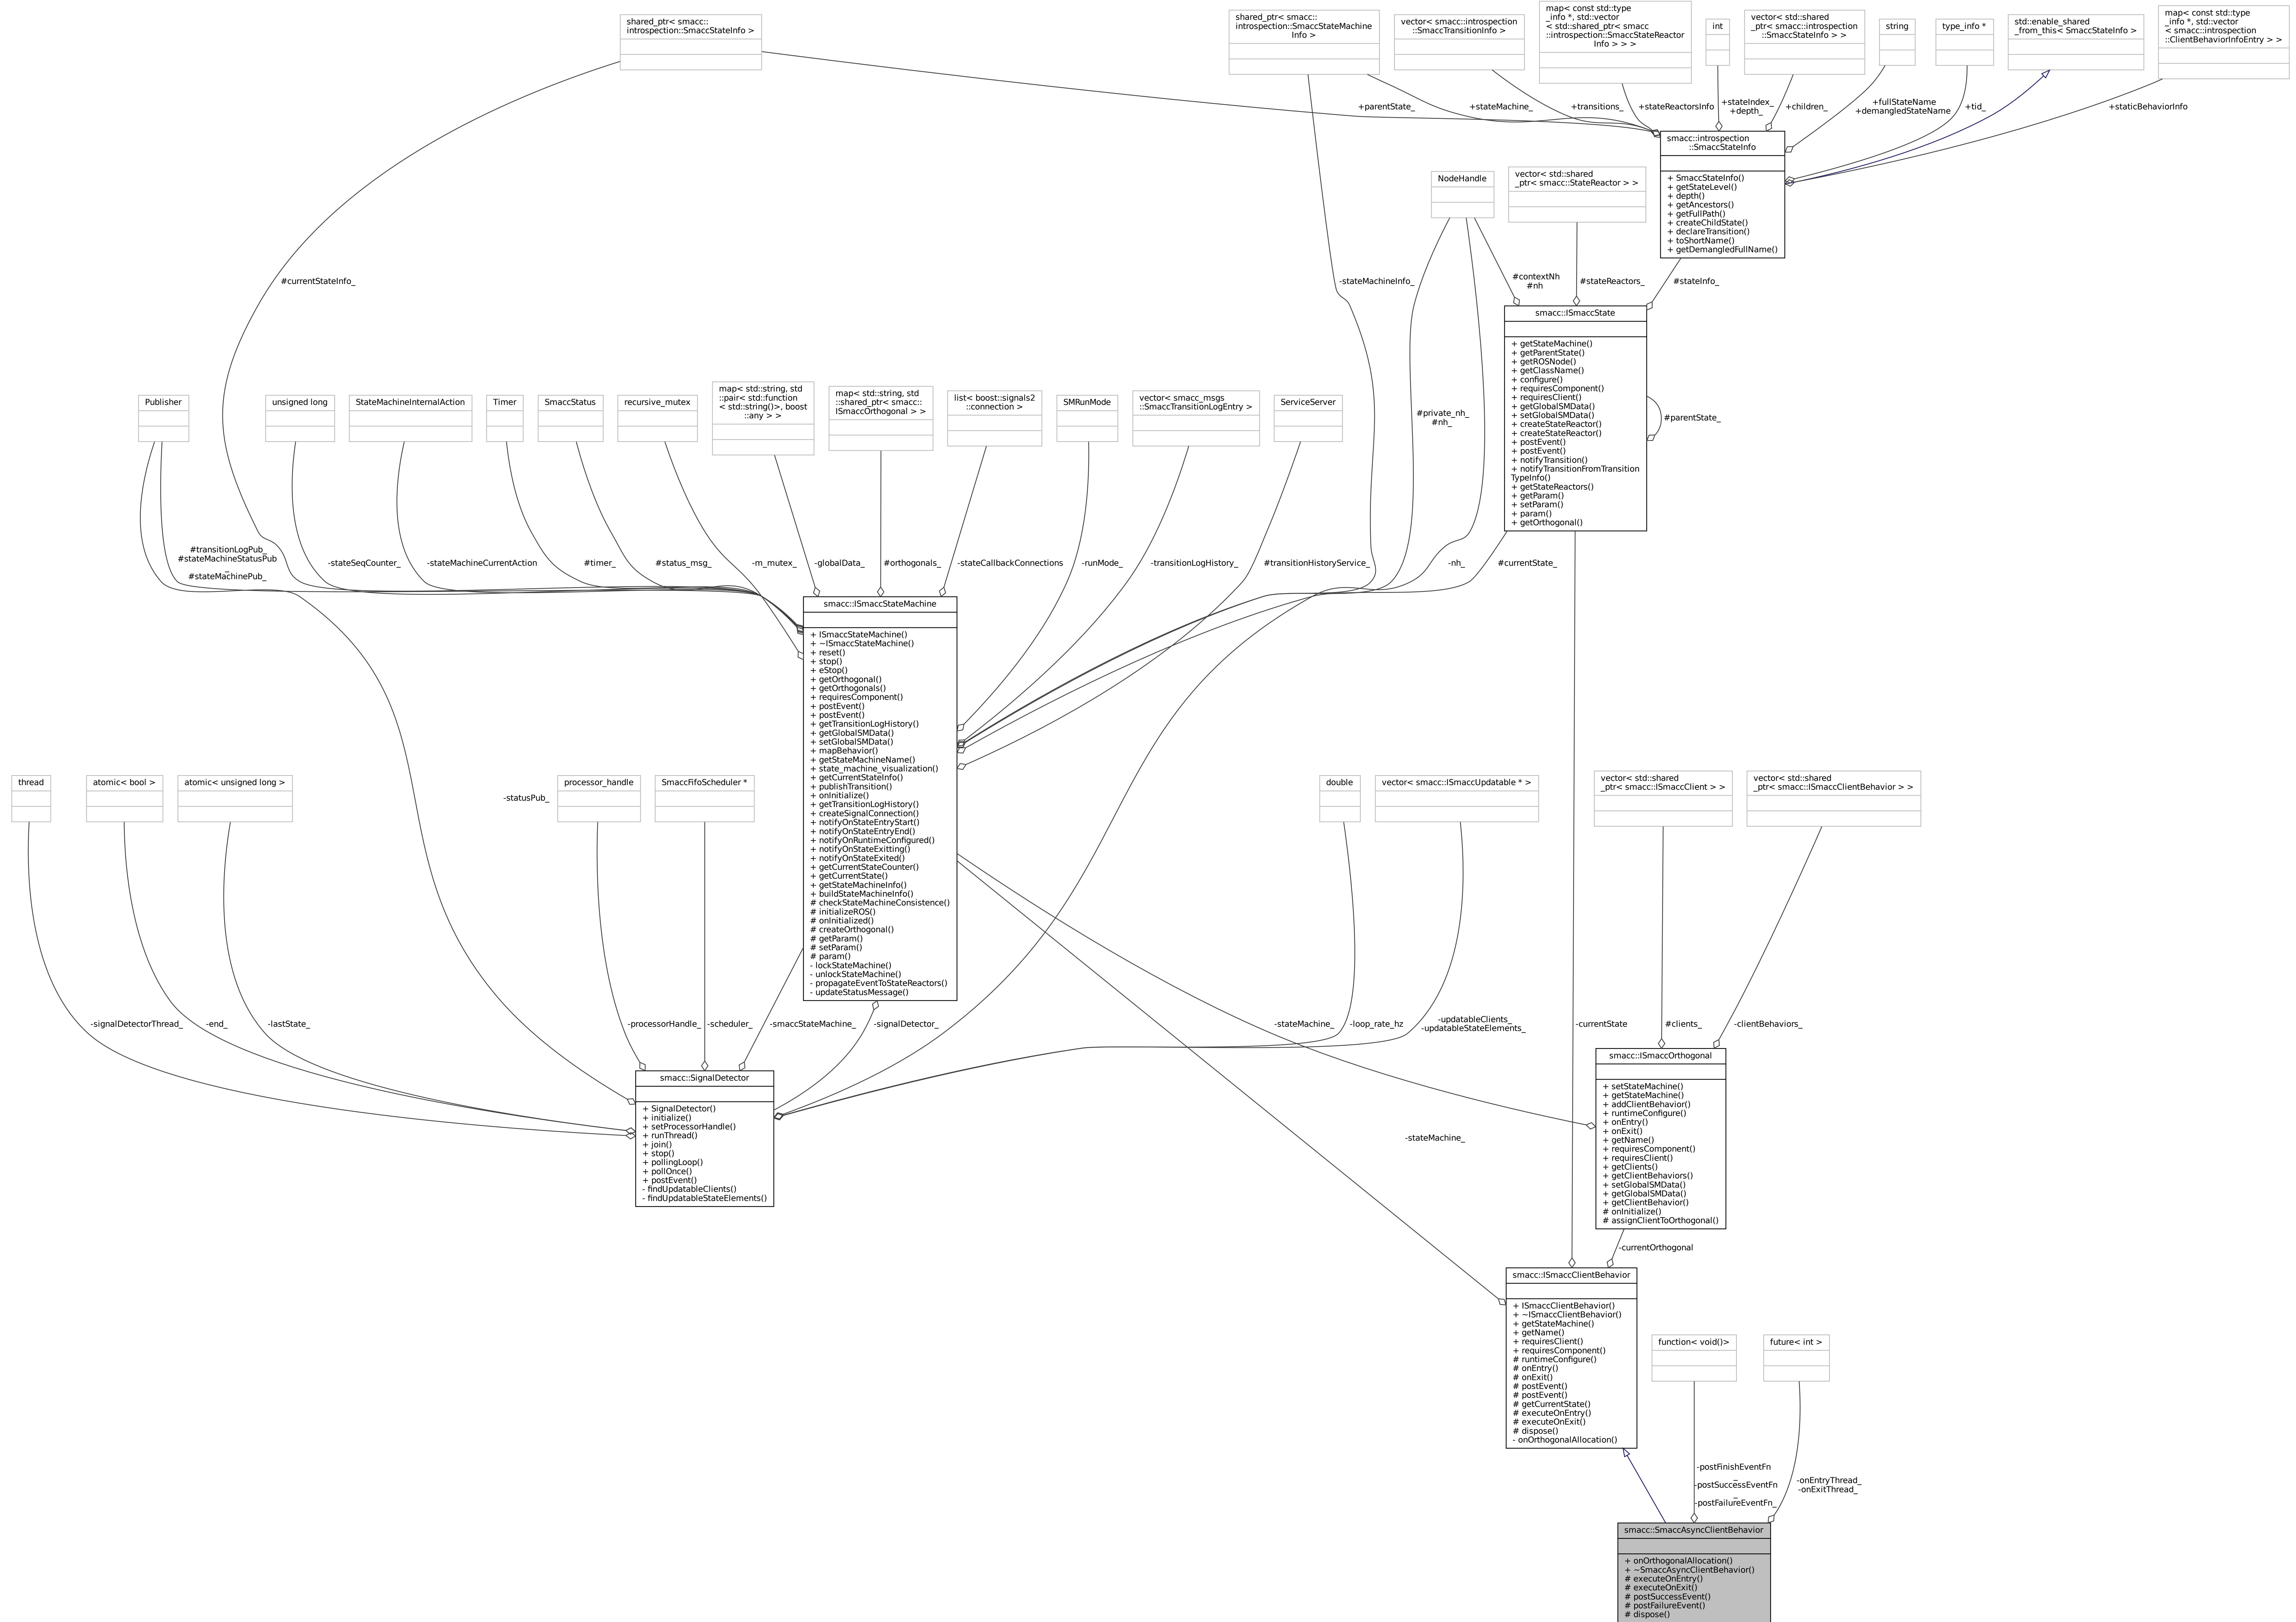 shared_ptr< smacc::
introspection::SmaccStateInfo >
shared_ptr< smacc::
introspection::SmaccStateMachine
Info >
vector< smacc::introspection
::SmaccTransitionInfo >
map< const std::type
_info *, std::vector
< std::shared_ptr< smacc
::introspection::SmaccStateReactor
Info > > >
int
vector< std::shared
_ptr< smacc::introspection
::SmaccStateInfo > >
string
type_info *
std::enable_shared
_from_this< SmaccStateInfo >
map< const std::type
_info *, std::vector
< smacc::introspection
::ClientBehaviorInfoEntry > >
+parentState_
+stateMachine_
+transitions_
+stateReactorsInfo
+stateIndex_
+depth_
+children_
+fullStateName
+demangledStateName
+tid_
+staticBehaviorInfo
smacc::introspection
::SmaccStateInfo
+ SmaccStateInfo()
+ getStateLevel()
+ depth()
+ getAncestors()
+ getFullPath()
+ createChildState()
+ declareTransition()
+ toShortName()
+ getDemangledFullName()
NodeHandle
vector< std::shared
_ptr< smacc::StateReactor > >
#currentStateInfo_
-stateMachineInfo_
#contextNh
#nh
#stateReactors_
#stateInfo_
smacc::ISmaccState
+ getStateMachine()
+ getParentState()
+ getROSNode()
+ getClassName()
+ configure()
+ requiresComponent()
+ requiresClient()
+ getGlobalSMData()
+ setGlobalSMData()
+ createStateReactor()
+ createStateReactor()
+ postEvent()
+ postEvent()
+ notifyTransition()
+ notifyTransitionFromTransition
TypeInfo()
+ getStateReactors()
+ getParam()
+ setParam()
+ param()
+ getOrthogonal()
#parentState_
Publisher
unsigned long
StateMachineInternalAction
Timer
SmaccStatus
recursive_mutex
map< std::string, std
::pair< std::function
< std::string()>, boost
::any > >
map< std::string, std
::shared_ptr< smacc::
ISmaccOrthogonal > >
list< boost::signals2
::connection >
SMRunMode
vector< smacc_msgs
::SmaccTransitionLogEntry >
ServiceServer
#private_nh_
#nh_
#transitionLogPub_
#stateMachineStatusPub
_
#stateMachinePub_
-stateSeqCounter_
-stateMachineCurrentAction
#timer_
#status_msg_
-m_mutex_
-globalData_
#orthogonals_
-stateCallbackConnections
-runMode_
-transitionLogHistory_
#transitionHistoryService_
-nh_
#currentState_
smacc::ISmaccStateMachine
+ ISmaccStateMachine()
+ ~ISmaccStateMachine()
+ reset()
+ stop()
+ eStop()
+ getOrthogonal()
+ getOrthogonals()
+ requiresComponent()
+ postEvent()
+ postEvent()
+ getTransitionLogHistory()
+ getGlobalSMData()
+ setGlobalSMData()
+ mapBehavior()
+ getStateMachineName()
+ state_machine_visualization()
+ getCurrentStateInfo()
+ publishTransition()
+ onInitialize()
+ getTransitionLogHistory()
+ createSignalConnection()
+ notifyOnStateEntryStart()
+ notifyOnStateEntryEnd()
+ notifyOnRuntimeConfigured()
+ notifyOnStateExitting()
+ notifyOnStateExited()
+ getCurrentStateCounter()
+ getCurrentState()
+ getStateMachineInfo()
+ buildStateMachineInfo()
# checkStateMachineConsistence()
# initializeROS()
# onInitialized()
# createOrthogonal()
# getParam()
# setParam()
# param()
- lockStateMachine()
- unlockStateMachine()
- propagateEventToStateReactors()
- updateStatusMessage()
thread
atomic< bool >
atomic< unsigned long >
-statusPub_
processor_handle
SmaccFifoScheduler *
double
vector< smacc::ISmaccUpdatable * >
vector< std::shared
_ptr< smacc::ISmaccClient > >
vector< std::shared
_ptr< smacc::ISmaccClientBehavior > >
-signalDetectorThread_
-end_
-lastState_
-processorHandle_
-scheduler_
-smaccStateMachine_
-signalDetector_
-stateMachine_
-loop_rate_hz
-updatableClients_
-updatableStateElements_
-currentState
#clients_
-clientBehaviors_
smacc::SignalDetector
+ SignalDetector()
+ initialize()
+ setProcessorHandle()
+ runThread()
+ join()
+ stop()
+ pollingLoop()
+ pollOnce()
+ postEvent()
- findUpdatableClients()
- findUpdatableStateElements()
smacc::ISmaccOrthogonal
+ setStateMachine()
+ getStateMachine()
+ addClientBehavior()
+ runtimeConfigure()
+ onEntry()
+ onExit()
+ getName()
+ requiresComponent()
+ requiresClient()
+ getClients()
+ getClientBehaviors()
+ setGlobalSMData()
+ getGlobalSMData()
+ getClientBehavior()
# onInitialize()
# assignClientToOrthogonal()
-stateMachine_
-currentOrthogonal
smacc::ISmaccClientBehavior
+ ISmaccClientBehavior()
+ ~ISmaccClientBehavior()
+ getStateMachine()
+ getName()
+ requiresClient()
+ requiresComponent()
# runtimeConfigure()
# onEntry()
# onExit()
# postEvent()
# postEvent()
# getCurrentState()
# executeOnEntry()
# executeOnExit()
# dispose()
- onOrthogonalAllocation()
function< void()>
future< int >
-postFinishEventFn
_
-postSuccessEventFn
_
-postFailureEventFn_
-onEntryThread_
-onExitThread_
smacc::SmaccAsyncClientBehavior
+ onOrthogonalAllocation()
+ ~SmaccAsyncClientBehavior()
# executeOnEntry()
# executeOnExit()
# postSuccessEvent()
# postFailureEvent()
# dispose()